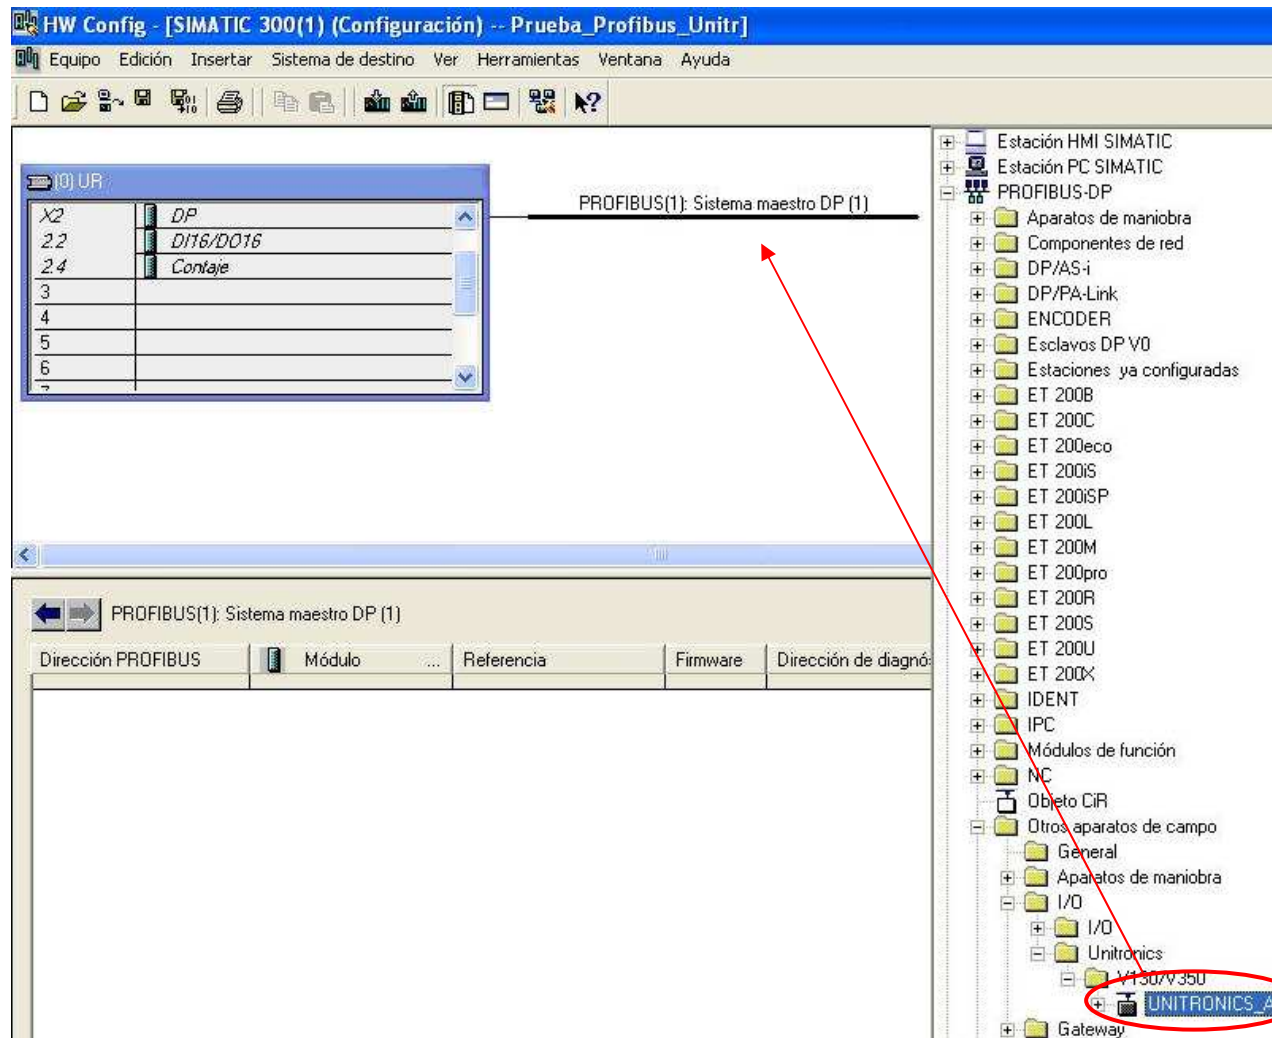 HW Config - [SIMATIC 300(1) (Configuración) -- Prueba_Profibus_Unitr]
Equipo Edición Insertar Sistema de destino Ver Herramientas Ventana Ayuda
(0) UR
X2 DP
2.2 DI16/DO16
2.4 Contaje
3
4
5
6
PROFIBUS(1): Sistema maestro DP (1)
PROFIBUS(1): Sistema maestro DP (1)
Dirección PROFIBUS Módulo ... Referencia Firmware Dirección de diagnó
Estación HMI SIMATIC
Estación PC SIMATIC
PROFIBUS-DP
Aparatos de maniobra
Componentes de red
DP/AS-i
DP/PA-Link
ENCODER
Esclavos DP V0
Estaciones ya configuradas
ET 200B
ET 200C
ET 200eco
ET 200iS
ET 200iSP
ET 200L
ET 200M
ET 200pro
ET 200R
ET 200S
ET 200U
ET 200X
IDENT
IPC
Módulos de función
NC
Objeto CiR
Otros aparatos de campo
General
Aparatos de maniobra
I/O
I/O
Unitronics
V130/V350
UNITRONICS_A
Gateway